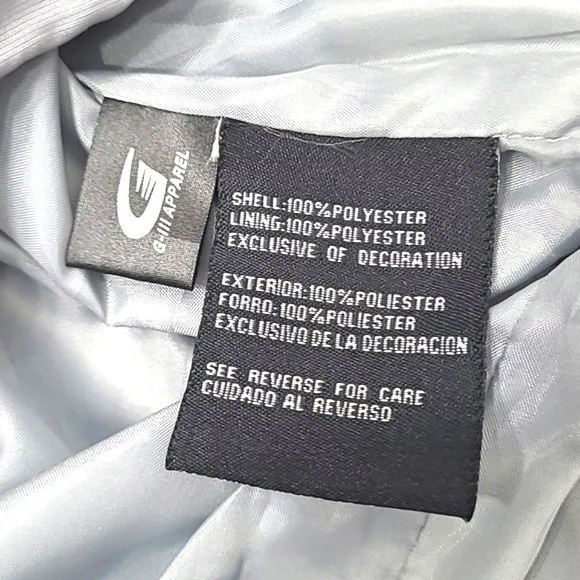 G-III APPAREL
SHELL:100%POLYESTER
LINING:100%POLYESTER
EXCLUSIVE OF DECORATION
EXTERIOR:100%POLIESTER
FORRO:100%POLIESTER
EXCLUSIVO DE LA DECORACION
SEE REVERSE FOR CARE
CUIDADO AL REVERSO